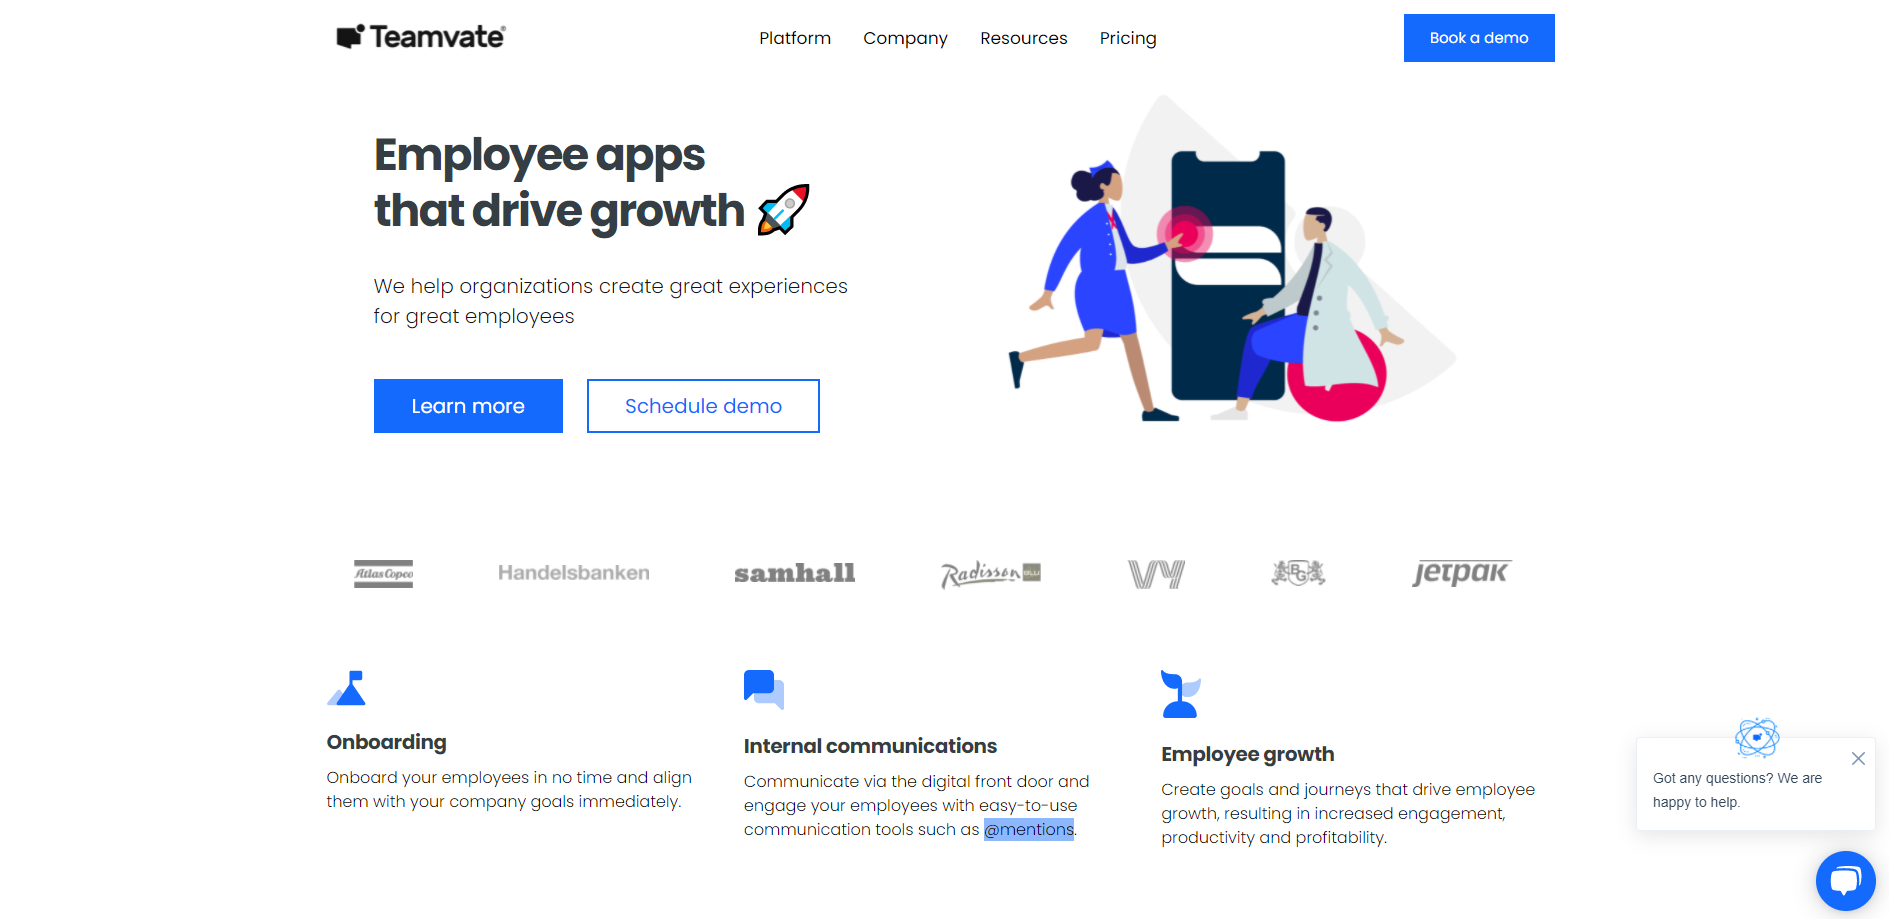 Teamvate®
Platform Company Resources Pricing
Book a demo
Employee apps
that drive growth 🚀
We help organizations create great experiences
for great employees
Learn more
Schedule demo
Atlas Copco
Handelsbanken
samhall
Radisson BLU
VY
BG
jetpak
Onboarding
Onboard your employees in no time and align
them with your company goals immediately.
Internal communications
Communicate via the digital front door and
engage your employees with easy-to-use
communication tools such as @mentions.
Employee growth
Create goals and journeys that drive employee
growth, resulting in increased engagement,
productivity and profitability.
Got any questions? We are
happy to help.